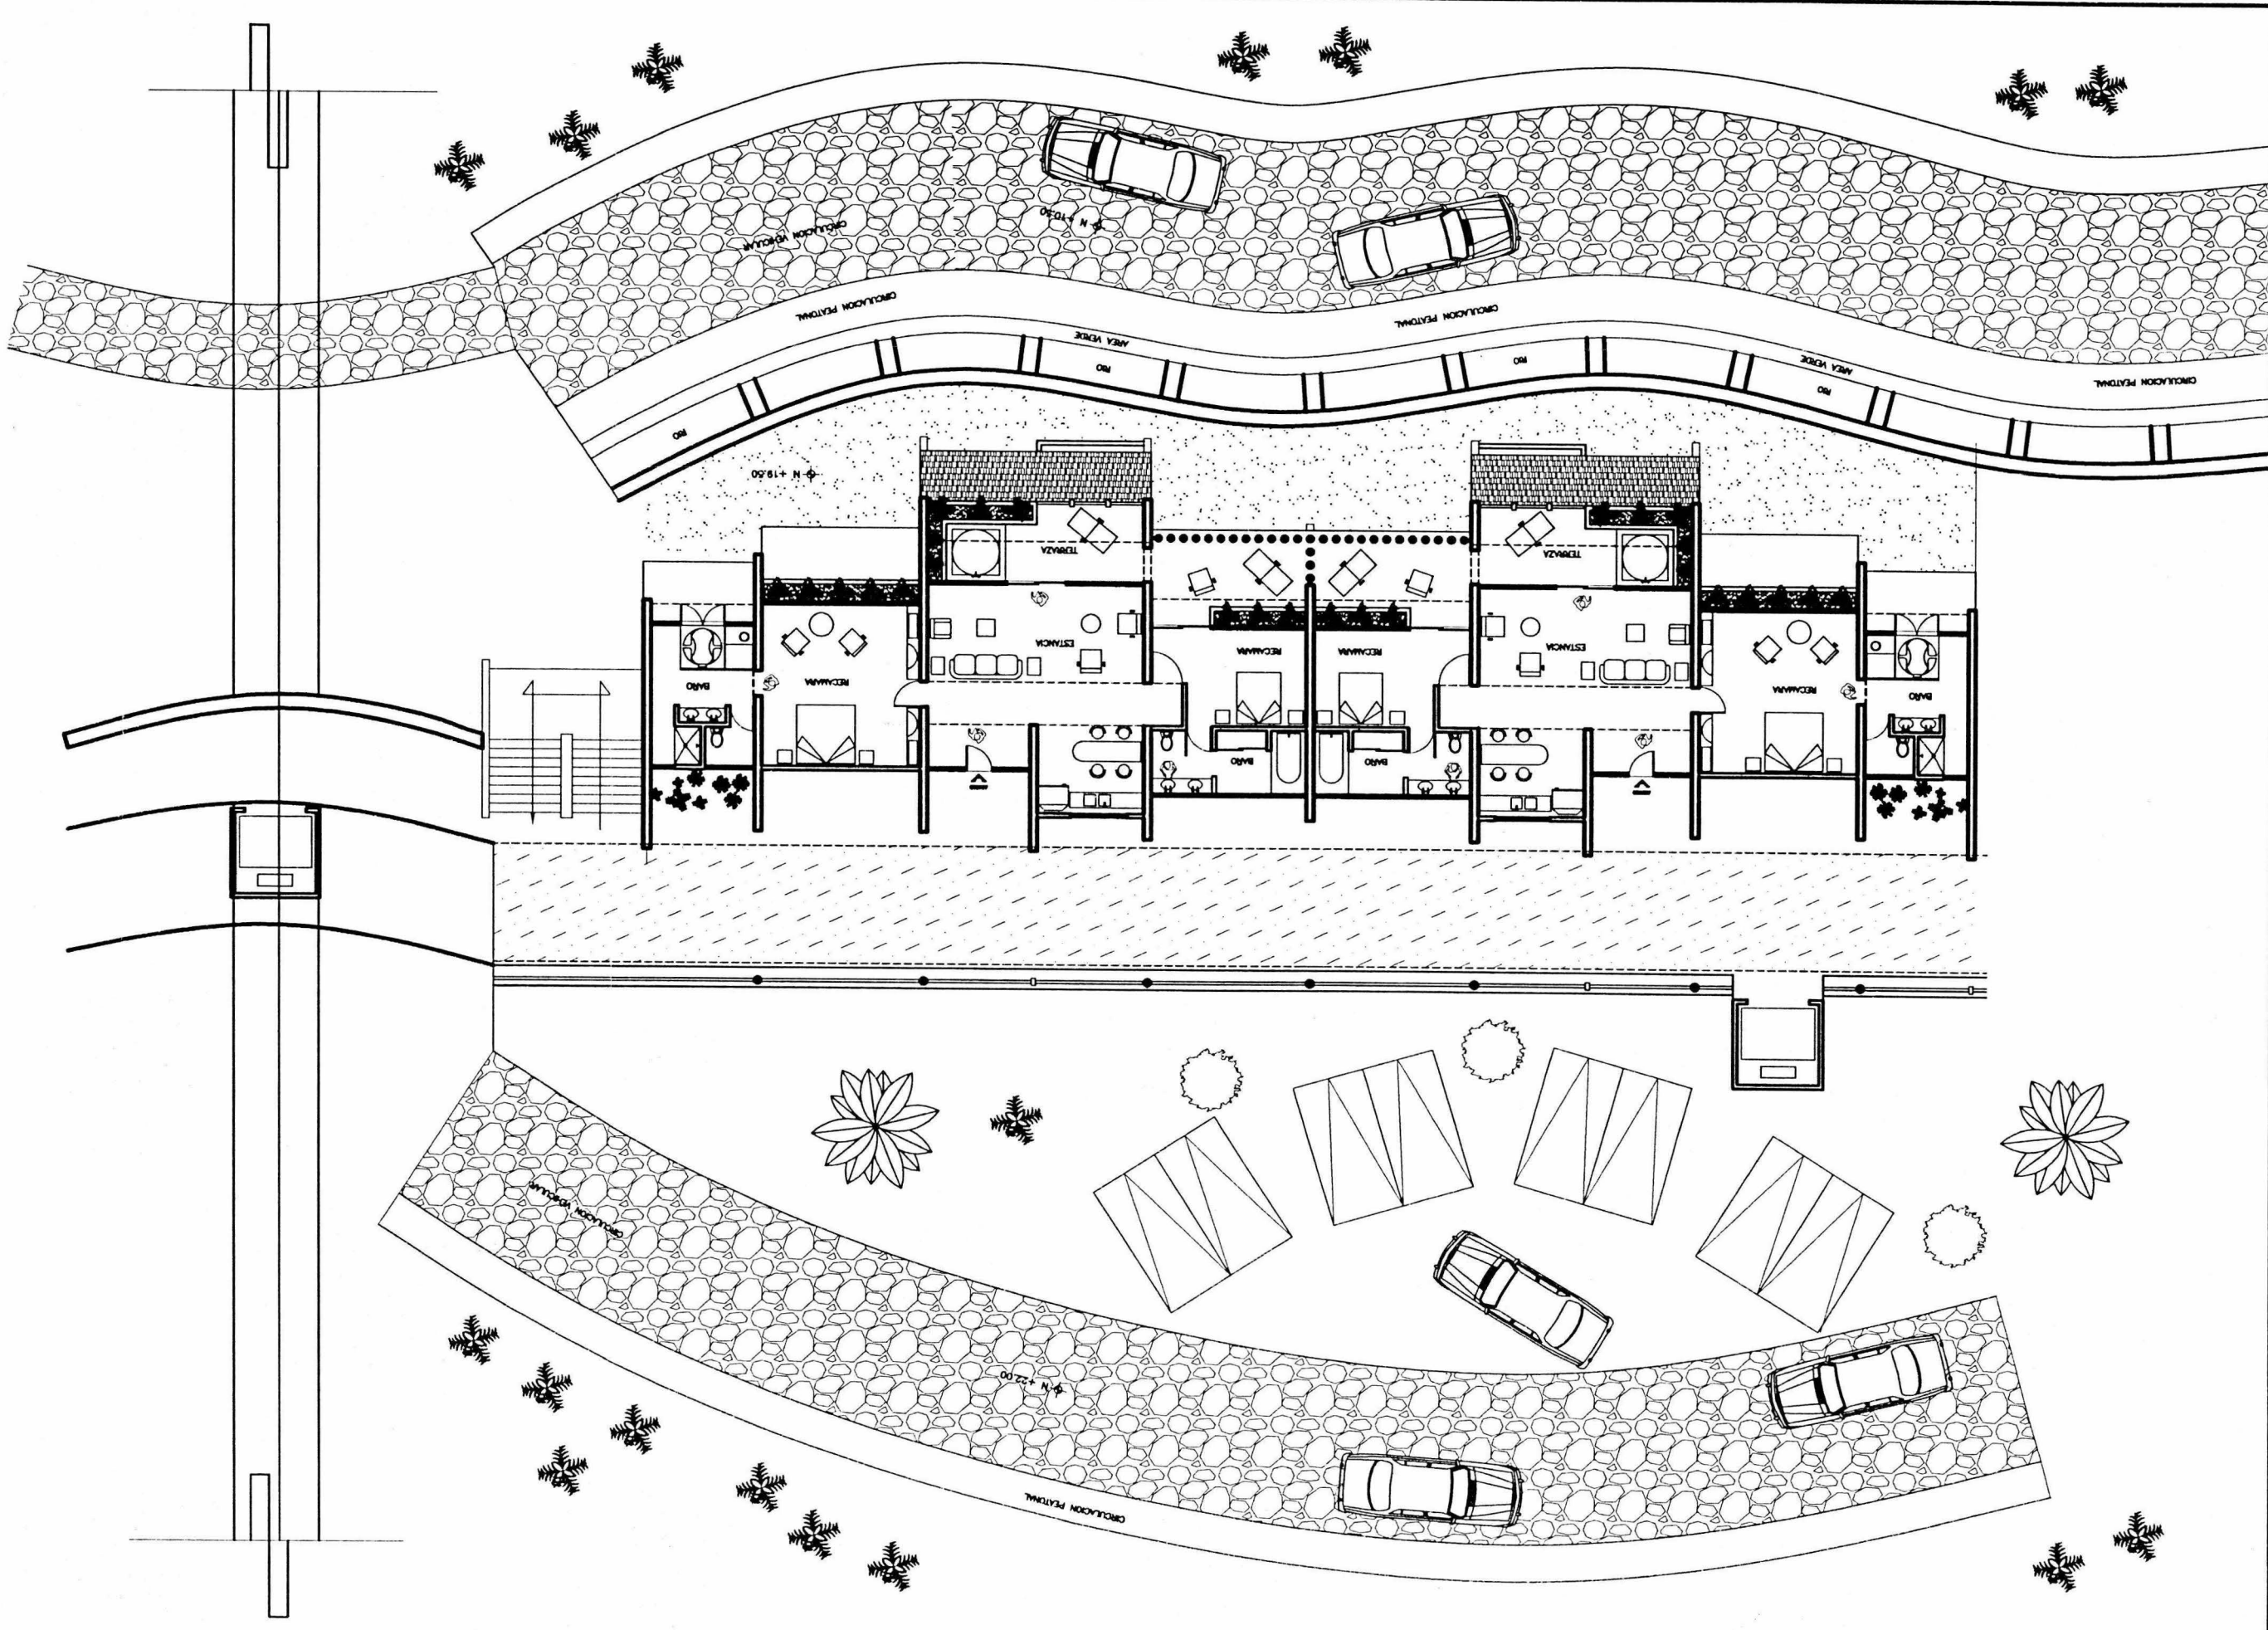 N +10.50
CIRCULACION VEHICULAR
CIRCULACION PEATONAL
CIRCULACION PEATONAL
AREA VERDE
RIO
RIO
AREA VERDE
CIRCULACION PEATONAL
RIO
RIO
N +19.50
TERRAZA
TERRAZA
ESTANCIA
RECAMARA
RECAMARA
ESTANCIA
BAÑO
RECAMARA
RECAMARA
BAÑO
BAÑO
BAÑO
CIRCULACION VEHICULAR
N +22.00
CIRCULACION PEATONAL